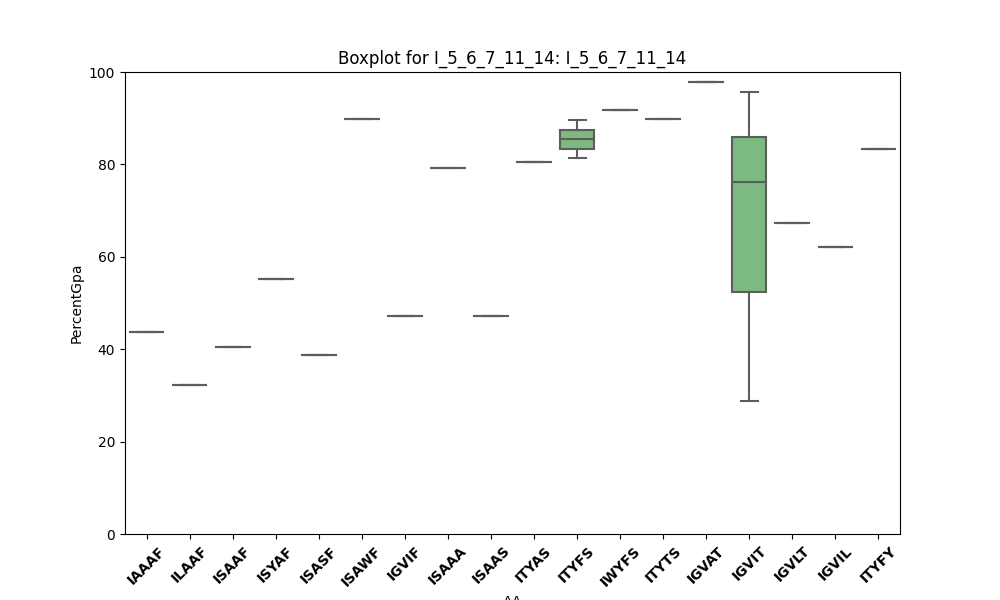 Boxplot for I_5_6_7_11_14: I_5_6_7_11_14
100
80
60
40
20
0
PercentGpa
IAAAF
ILAAF
ISAAF
ISYAF
ISASF
ISAWF
IGVIF
ISAAA
ISAAS
ITYAS
ITYFS
IWYFS
ITYTS
IGVAT
IGVIT
IGVLT
IGVIL
ITYFY
AA